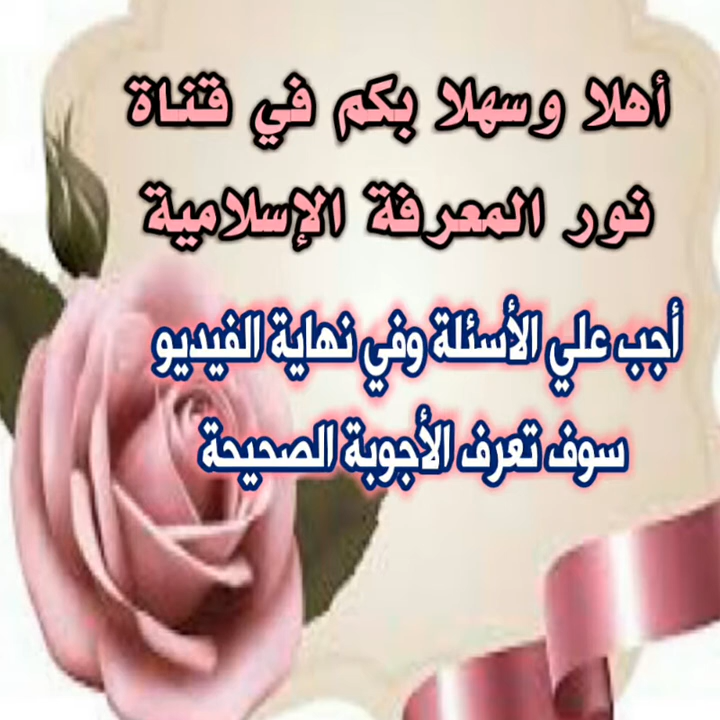 أهلا وسهلا بكم في قناة
نور المعرفة الإسلامية
أجب علي الأسئلة وفي نهاية الفيديو
سوف تعرف الأجوبة الصحيحة